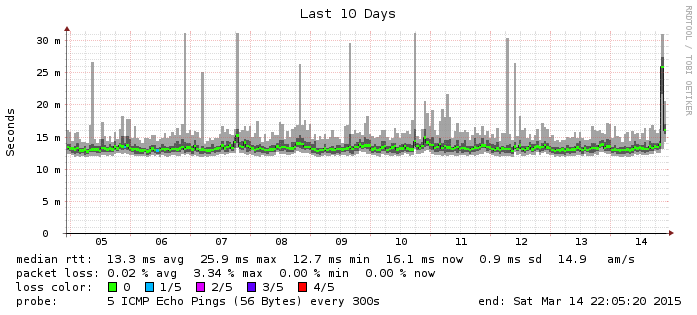 Last 10 Days
RRDTOOL / TOBI OETIKER
Seconds
30 m
25 m
20 m
15 m
10 m
5 m
0
05 06 07 08 09 10 11 12 13 14
median rtt: 13.3 ms avg 25.9 ms max 12.7 ms min 16.1 ms now 0.9 ms sd 14.9 am/s
packet loss: 0.02 % avg 3.34 % max 0.00 % min 0.00 % now
loss color: 0 1/5 2/5 3/5 4/5
probe: 5 ICMP Echo Pings (56 Bytes) every 300s end: Sat Mar 14 22:05:20 2015